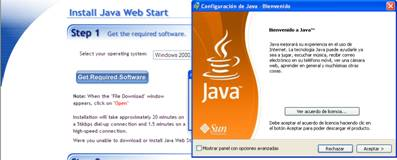 Install Java Web Start
Step 1 Get the required software.
Select your operating system: Windows 2000,
Get Required Software
Note: When the 'File Download' window
appears, click on "Open"
Installation will take approximately 20 minutes on
a 56kbps dial-up connection and 1.5 minutes on a
high-speed connection.
Were you unable to download or install Java Web Start
Configuración de Java - Bienvenido
Bienvenido a Java™
Java mejorará su experiencia en el uso de
Internet. La tecnología Java puede ayudarle ya
sea a jugar, escuchar música, recibir correo
electrónico en su teléfono móvil, ver una cámara
web, aprender en general y muchísimas otras
cosas.
Java
Sun
Ver acuerdo de licencia...
Debe aceptar al acuerdo de licencia haciendo clic en
el botón Aceptar para poder descargar el producto.
Mostrar panel con opciones avanzadas
Rechazar
Aceptar >